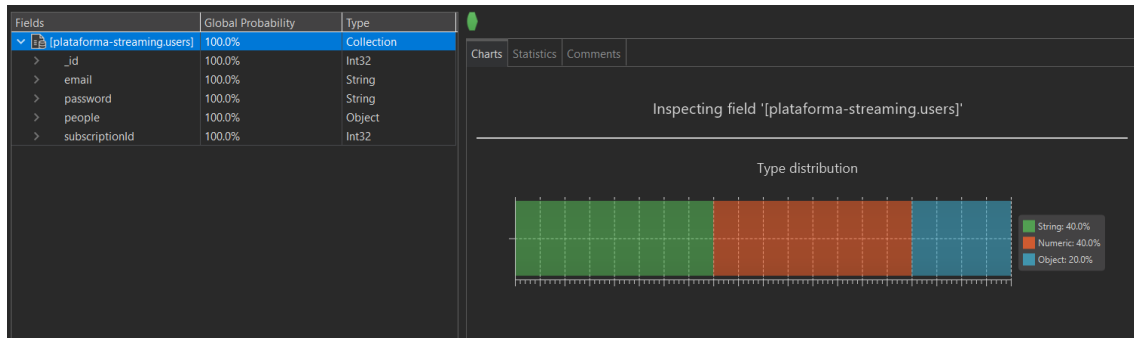 Fields Global Probability Type
[plataforma-streaming.users] 100.0% Collection
_id 100.0% Int32
email 100.0% String
password 100.0% String
people 100.0% Object
subscriptionId 100.0% Int32
Charts Statistics Comments
Inspecting field '[plataforma-streaming.users]'
Type distribution
String: 40.0%
Numeric: 40.0%
Object: 20.0%